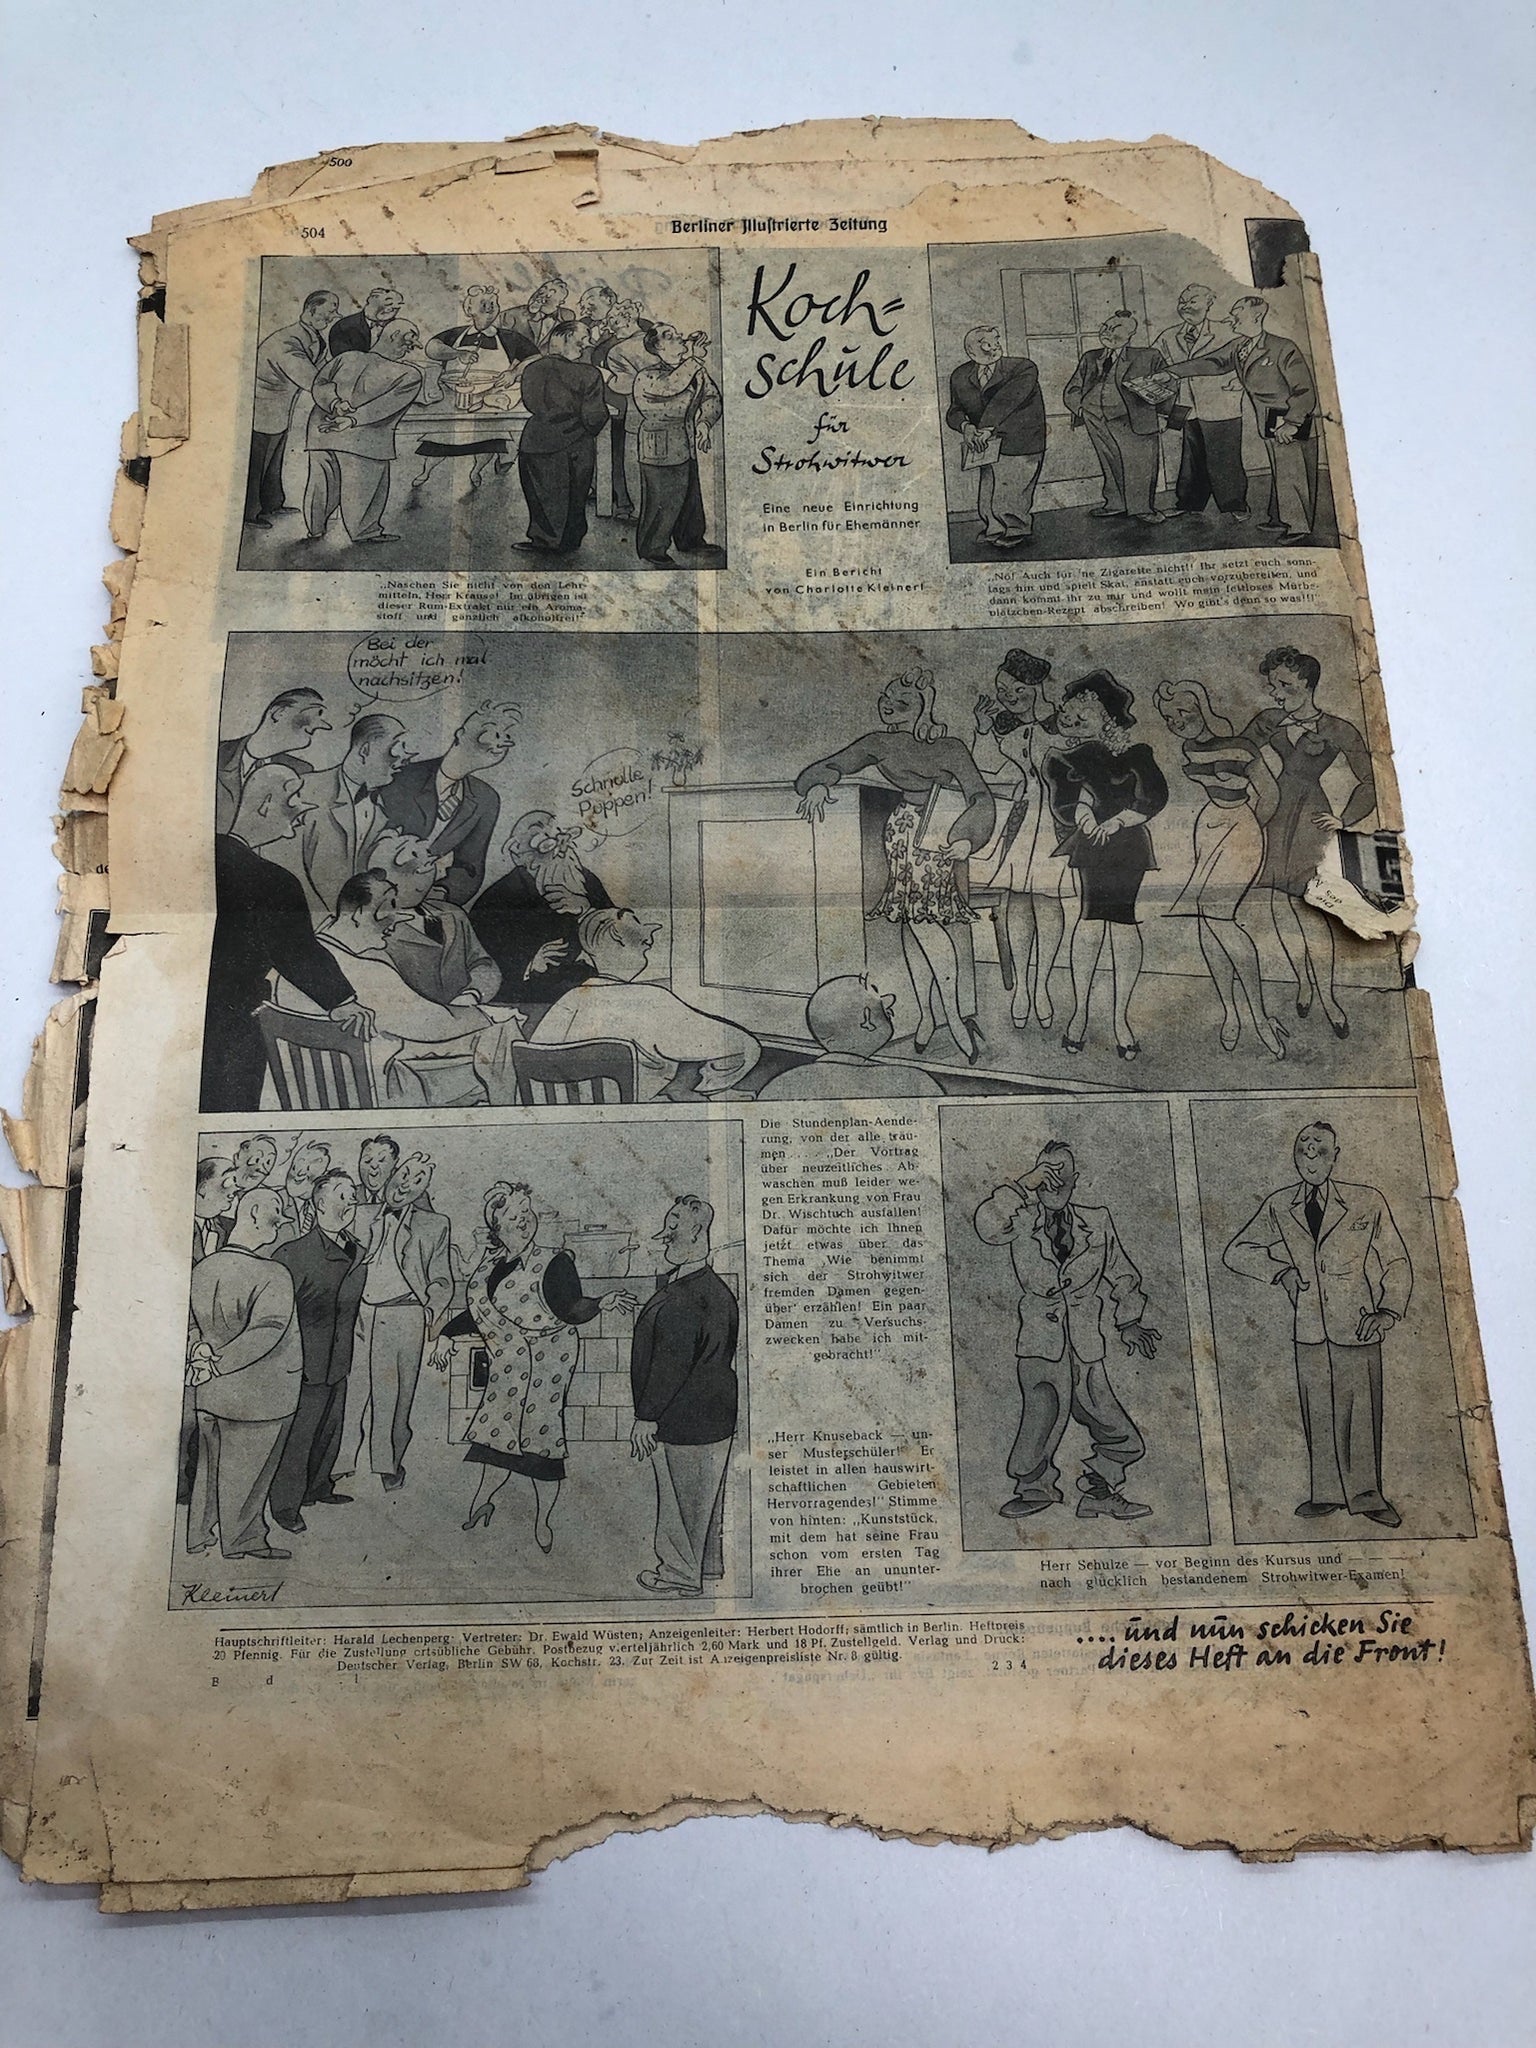 500
504
Berliner Illustrierte Zeitung
Koch=
schule
für
Strohwitwer
Eine neue Einrichtung
in Berlin für Ehemänner
Ein Bericht
von Charlotte Kleinert
„Naschen Sie nicht von den Lehr-
mitteln, Herr Krause! Im übrigen ist
dieser Rum-Extrakt nur ein Aroma-
stoff und gänzlich alkoholfrei!“
„Nö! Auch für 'ne Zigarette nicht!! Ihr setzt euch sonn-
tags hin und spielt Skat, anstatt euch vorzubereiten, und
dann kommt ihr zu mir und wollt mein fettloses Mürbe-
plätzchen-Rezept abschreiben! Wo gibt's denn so was!!!“
Bei der
möcht ich mal
nachsitzen!
Schnulle
Puppen!
Die
des N
de
Die Stundenplan-Aende-
rung, von der alle träu-
men . . . . „Der Vortrag
über neuzeitliches Ab-
waschen muß leider we-
gen Erkrankung von Frau
Dr. Wischtuch ausfallen!
Dafür möchte ich Ihnen
jetzt etwas über das
Thema ‚Wie benimmt
sich der Strohwitwer
fremden Damen gegen-
über‘ erzählen! Ein paar
Damen zu Versuchs-
zwecken habe ich mit-
gebracht!“
„Herr Knuseback — un-
ser Musterschüler! Er
leistet in allen hauswirt-
schaftlichen Gebieten
Hervorragendes!“ Stimme
von hinten: „Kunststück,
mit dem hat seine Frau
schon vom ersten Tag
ihrer Ehe an ununter-
brochen geübt!“
Kleinert
Herr Schulze — vor Beginn des Kursus und — — —
nach glücklich bestandenem Strohwitwer-Examen!
Hauptschriftleiter: Harald Lechenperg; Vertreter: Dr. Ewald Wüsten; Anzeigenleiter: Herbert Hodorff; sämtlich in Berlin. Heftpreis
20 Pfennig. Für die Zustellung ortsübliche Gebühr. Postbezug vierteljährlich 2,60 Mark und 18 Pf. Zustellgeld. Verlag und Druck:
Deutscher Verlag, Berlin SW 68, Kochstr. 23. Zur Zeit ist Anzeigenpreisliste Nr. 8 gültig.
B d - 1
2 3 4
.... und nun schicken Sie
dieses Heft an die Front!